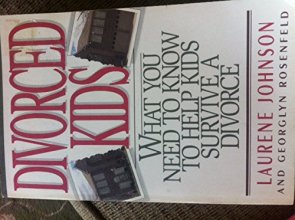 DIVORCED
KIDS
WHAT YOU
NEED TO KNOW
TO HELP KIDS
SURVIVE A
DIVORCE
LAURENE JOHNSON
AND GEORGLYN ROSENFELD